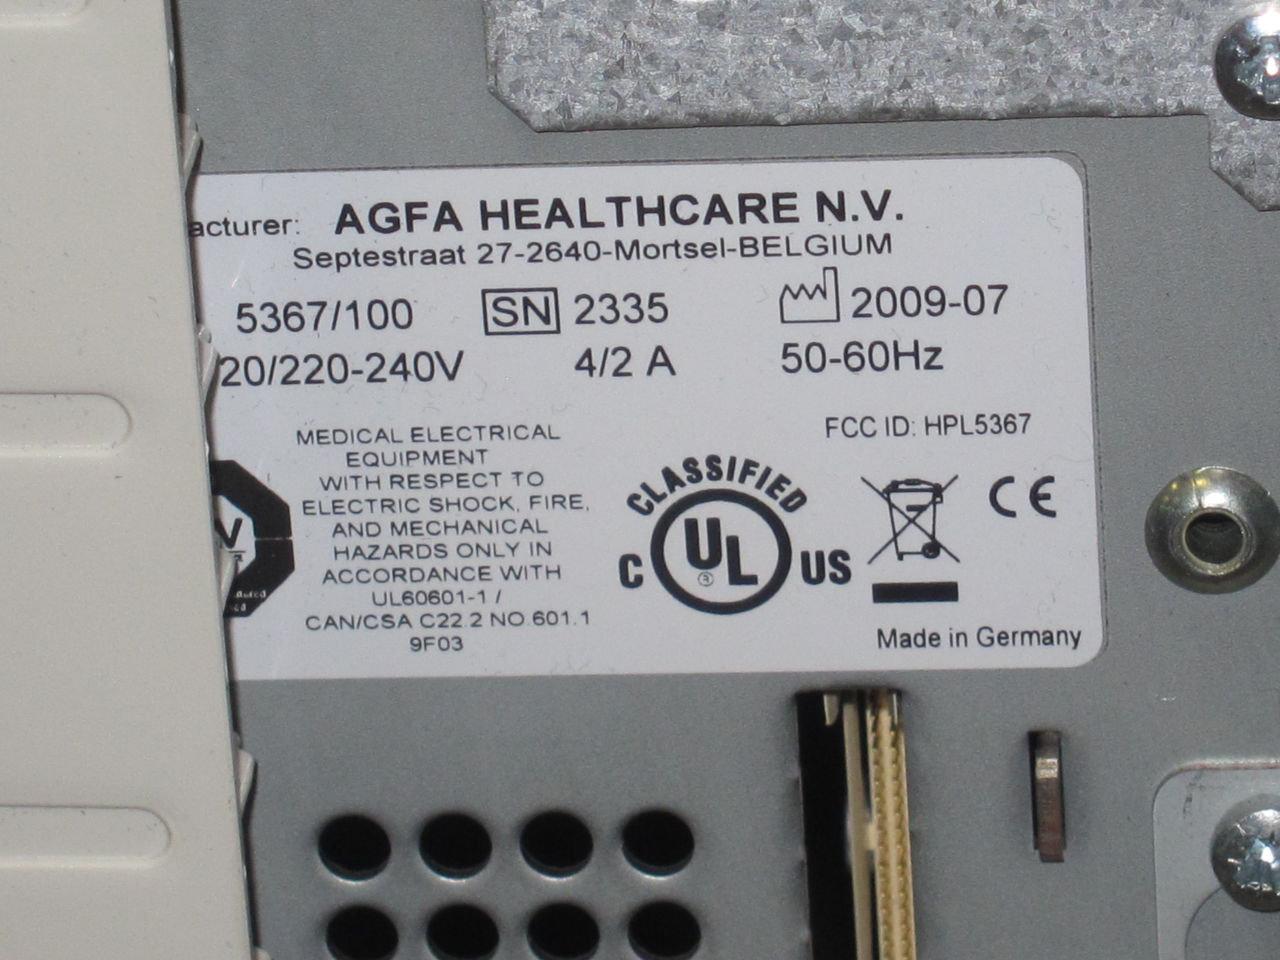 acturer: AGFA HEALTHCARE N.V.
Septestraat 27-2640-Mortsel-BELGIUM
5367/100 SN 2335 2009-07
20/220-240V 4/2 A 50-60Hz
FCC ID: HPL5367
MEDICAL ELECTRICAL
EQUIPMENT
WITH RESPECT TO
ELECTRIC SHOCK, FIRE,
AND MECHANICAL
HAZARDS ONLY IN
ACCORDANCE WITH
UL60601-1 /
CAN/CSA C22.2 NO.601.1
9F03
V
CLASSIFIED
C UL ® US
CE
Made in Germany